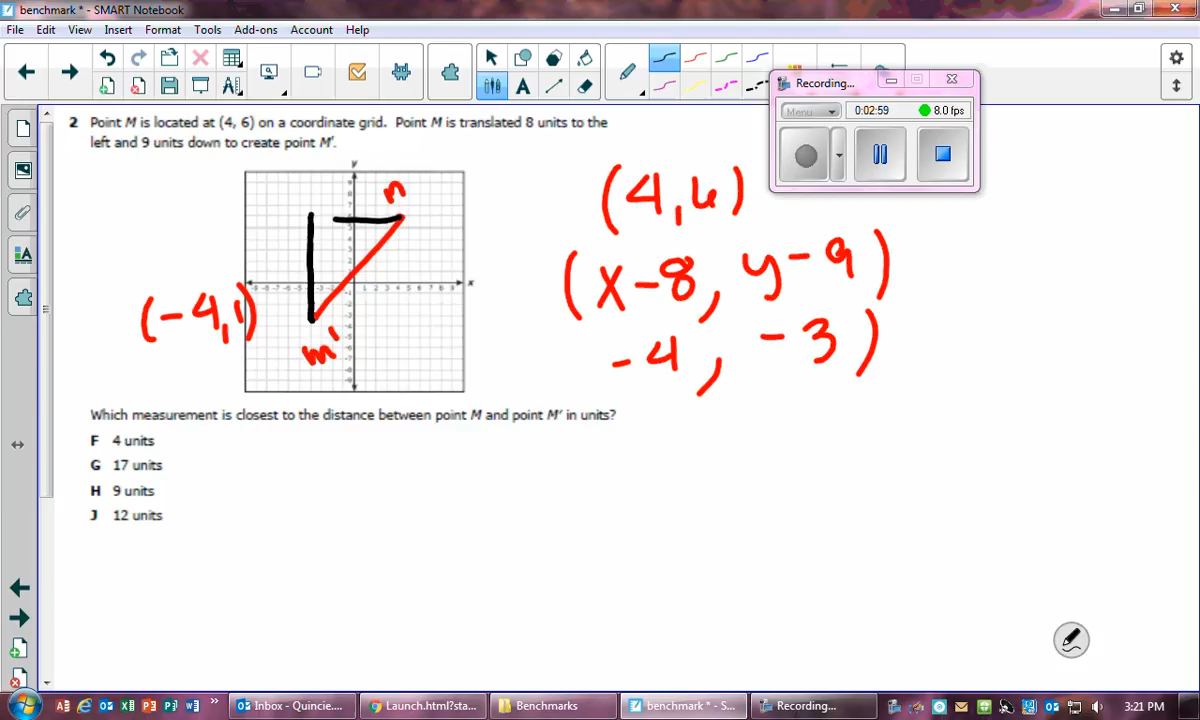 benchmark * - SMART Notebook
File Edit View Insert Format Tools Add-ons Account Help
Recording...
Menu 0:02:59 8.0 fps
2 Point M is located at (4, 6) on a coordinate grid. Point M is translated 8 units to the
left and 9 units down to create point M'.
y
x
m'
(-4,1)
(4,6)
(x-8, y-9)
-4, -3)
Which measurement is closest to the distance between point M and point M' in units?
F 4 units
G 17 units
H 9 units
J 12 units
Inbox - Quincie.... Launch.html?sta... Benchmarks benchmark * - S... Recording... 3:21 PM